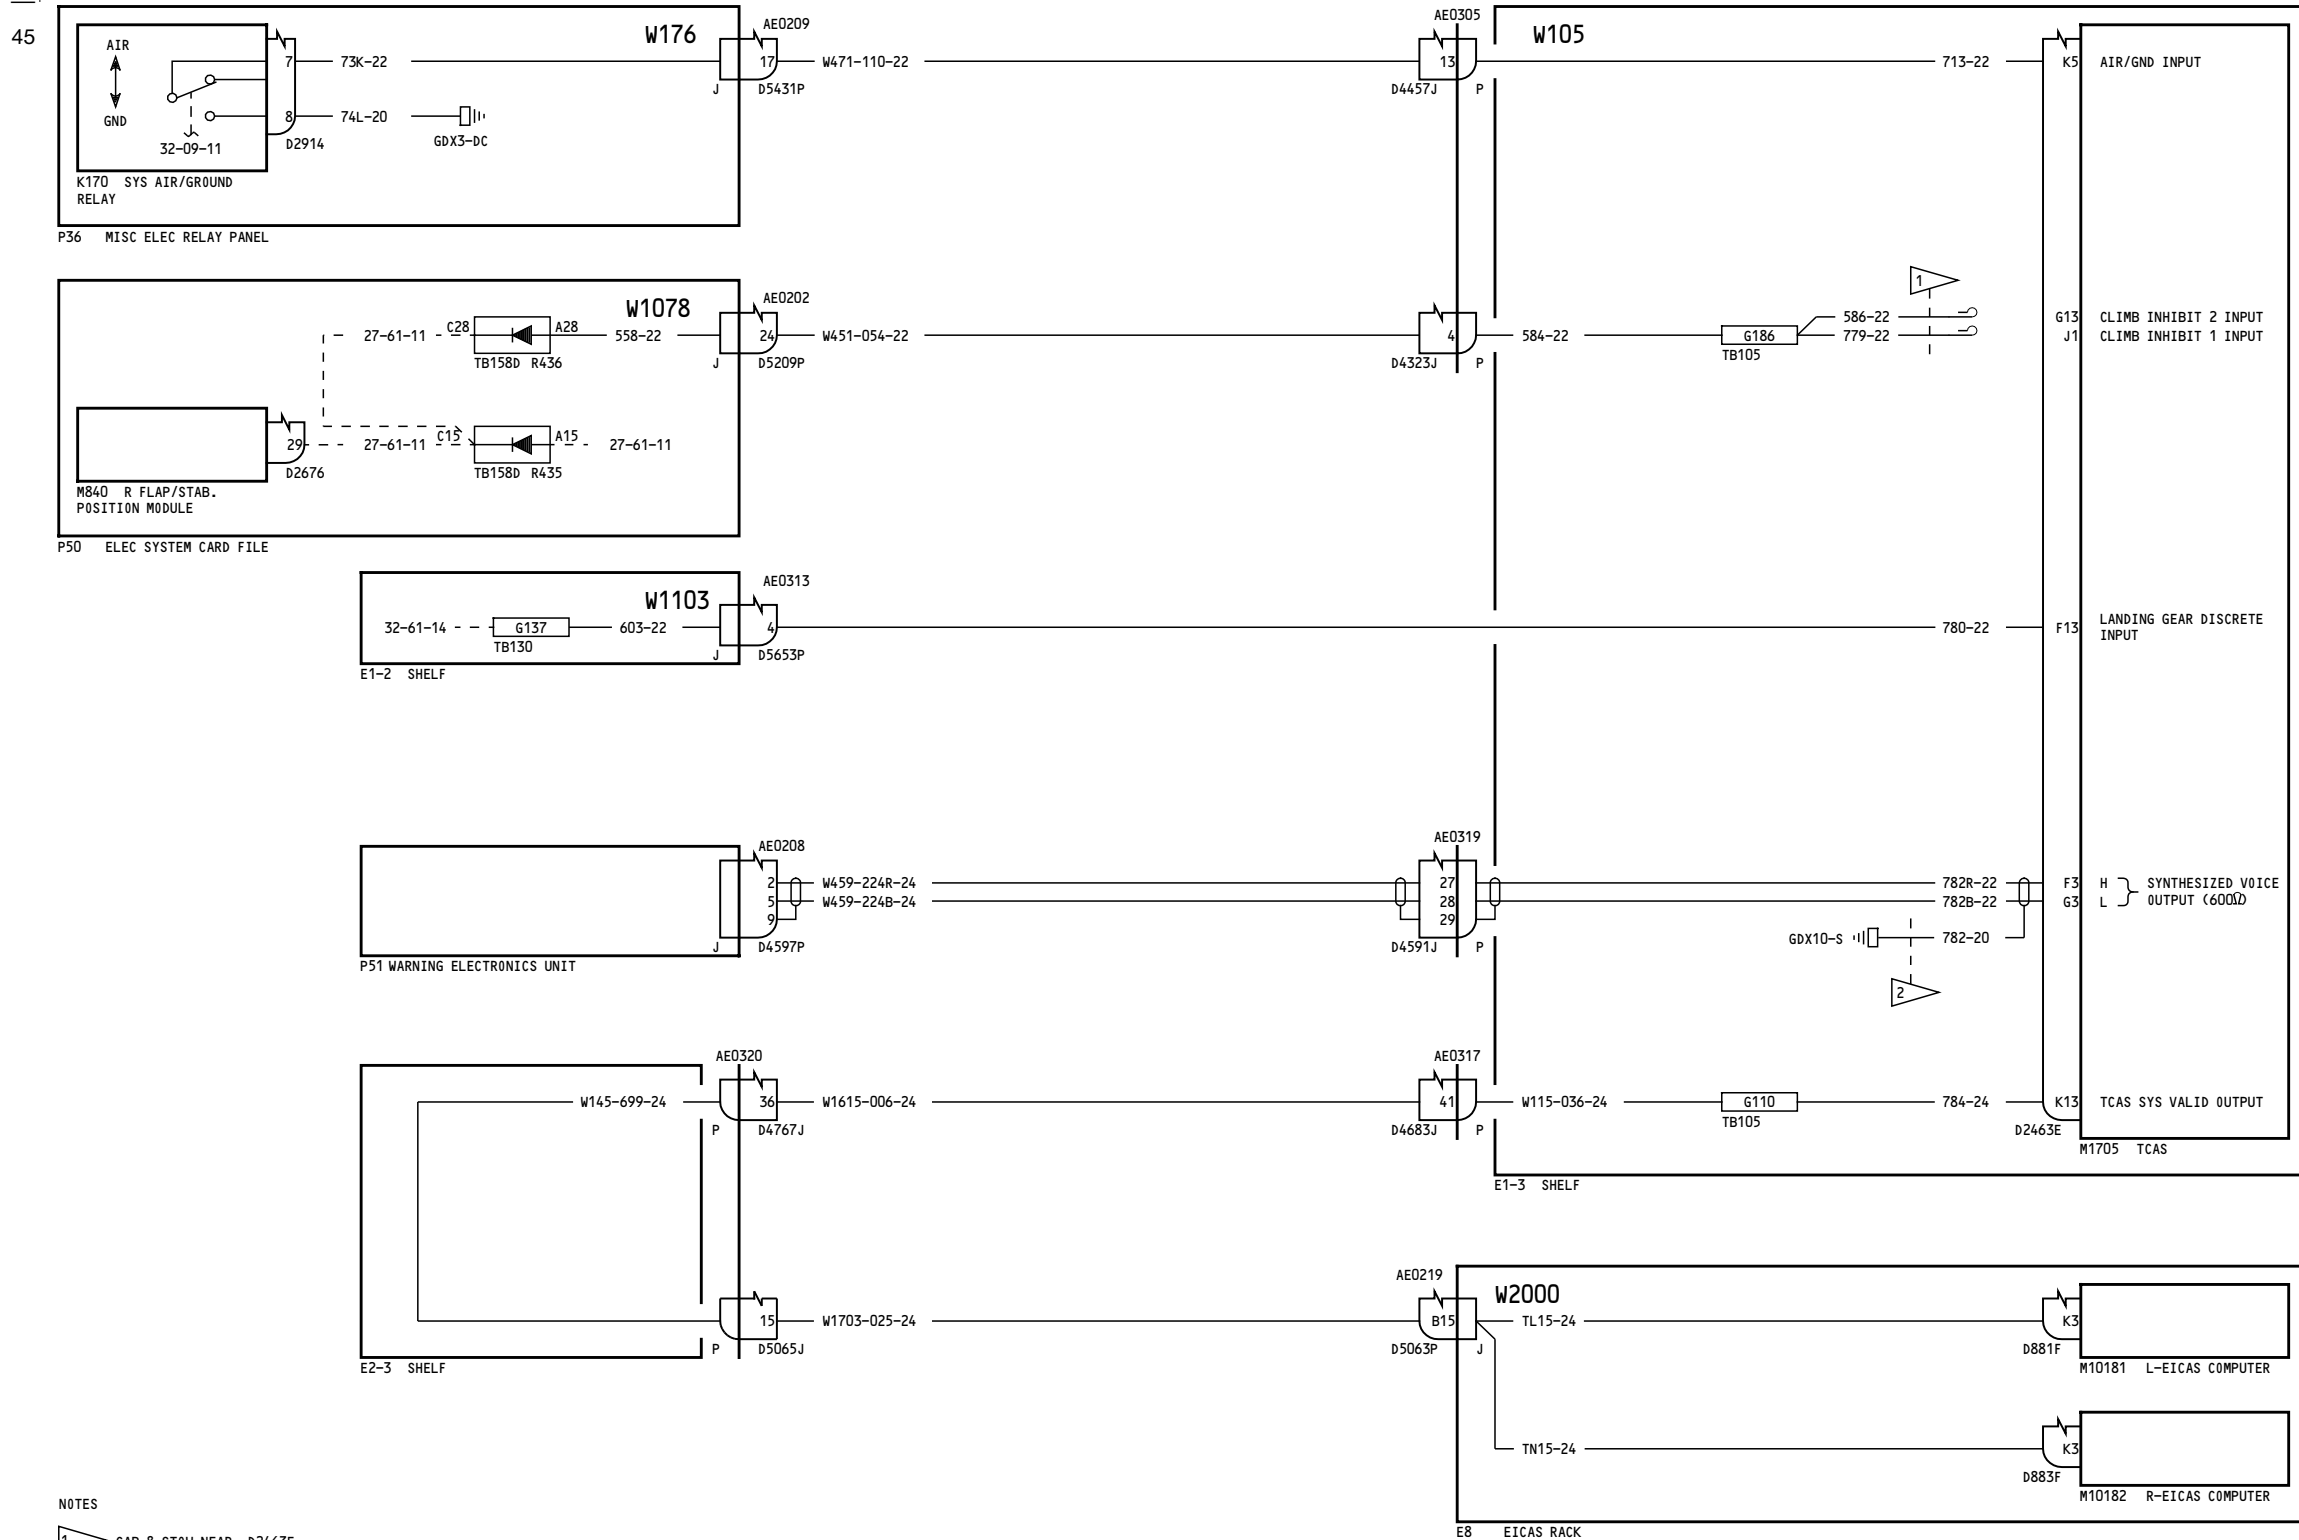 45
AIR
GND
32-09-11
7
8
D2914
73K-22
74L-20
GDX3-DC
W176
AE0209
17
J
D5431P
W471-110-22
AE0305
13
D4457J
P
W105
713-22
K5
AIR/GND INPUT
K170 SYS AIR/GROUND
RELAY
P36 MISC ELEC RELAY PANEL
27-61-11
C28
A28
TB158D R436
558-22
W1078
AE0202
24
J
D5209P
W451-054-22
4
D4323J
P
584-22
G186
TB105
586-22
779-22
1
G13
CLIMB INHIBIT 2 INPUT
J1
CLIMB INHIBIT 1 INPUT
29
D2676
27-61-11
C15
A15
27-61-11
TB158D R435
M840 R FLAP/STAB.
POSITION MODULE
P50 ELEC SYSTEM CARD FILE
32-61-14
G137
TB130
603-22
W1103
AE0313
4
J
D5653P
E1-2 SHELF
780-22
F13
LANDING GEAR DISCRETE
INPUT
AE0208
2
5
9
J
D4597P
P51 WARNING ELECTRONICS UNIT
W459-224R-24
W459-224B-24
AE0319
27
28
29
D4591J
P
782R-22
782B-22
F3
G3
H
L
SYNTHESIZED VOICE
OUTPUT (600Ω)
GDX10-S
782-20
2
AE0320
W145-699-24
36
P
D4767J
W1615-006-24
AE0317
41
D4683J
P
W115-036-24
G110
TB105
784-24
K13
TCAS SYS VALID OUTPUT
D2463E
M1705 TCAS
E1-3 SHELF
15
P
D5065J
E2-3 SHELF
W1703-025-24
AE0219
B15
D5063P
J
W2000
TL15-24
K3
D881F
M10181 L-EICAS COMPUTER
TN15-24
K3
D883F
M10182 R-EICAS COMPUTER
E8 EICAS RACK
NOTES